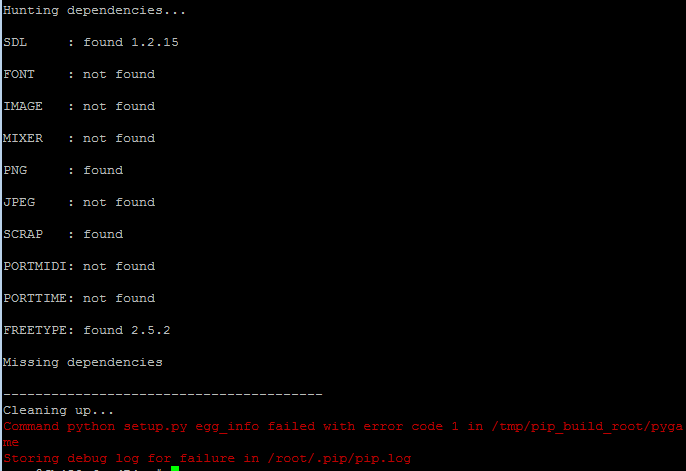 Hunting dependencies...
SDL     : found 1.2.15
FONT    : not found
IMAGE   : not found
MIXER   : not found
PNG     : found
JPEG    : not found
SCRAP   : found
PORTMIDI: not found
PORTTIME: not found
FREETYPE: found 2.5.2
Missing dependencies
----------------------------------------
Cleaning up...
Command python setup.py egg_info failed with error code 1 in /tmp/pip_build_root/pyga
me
Storing debug log for failure in /root/.pip/pip.log